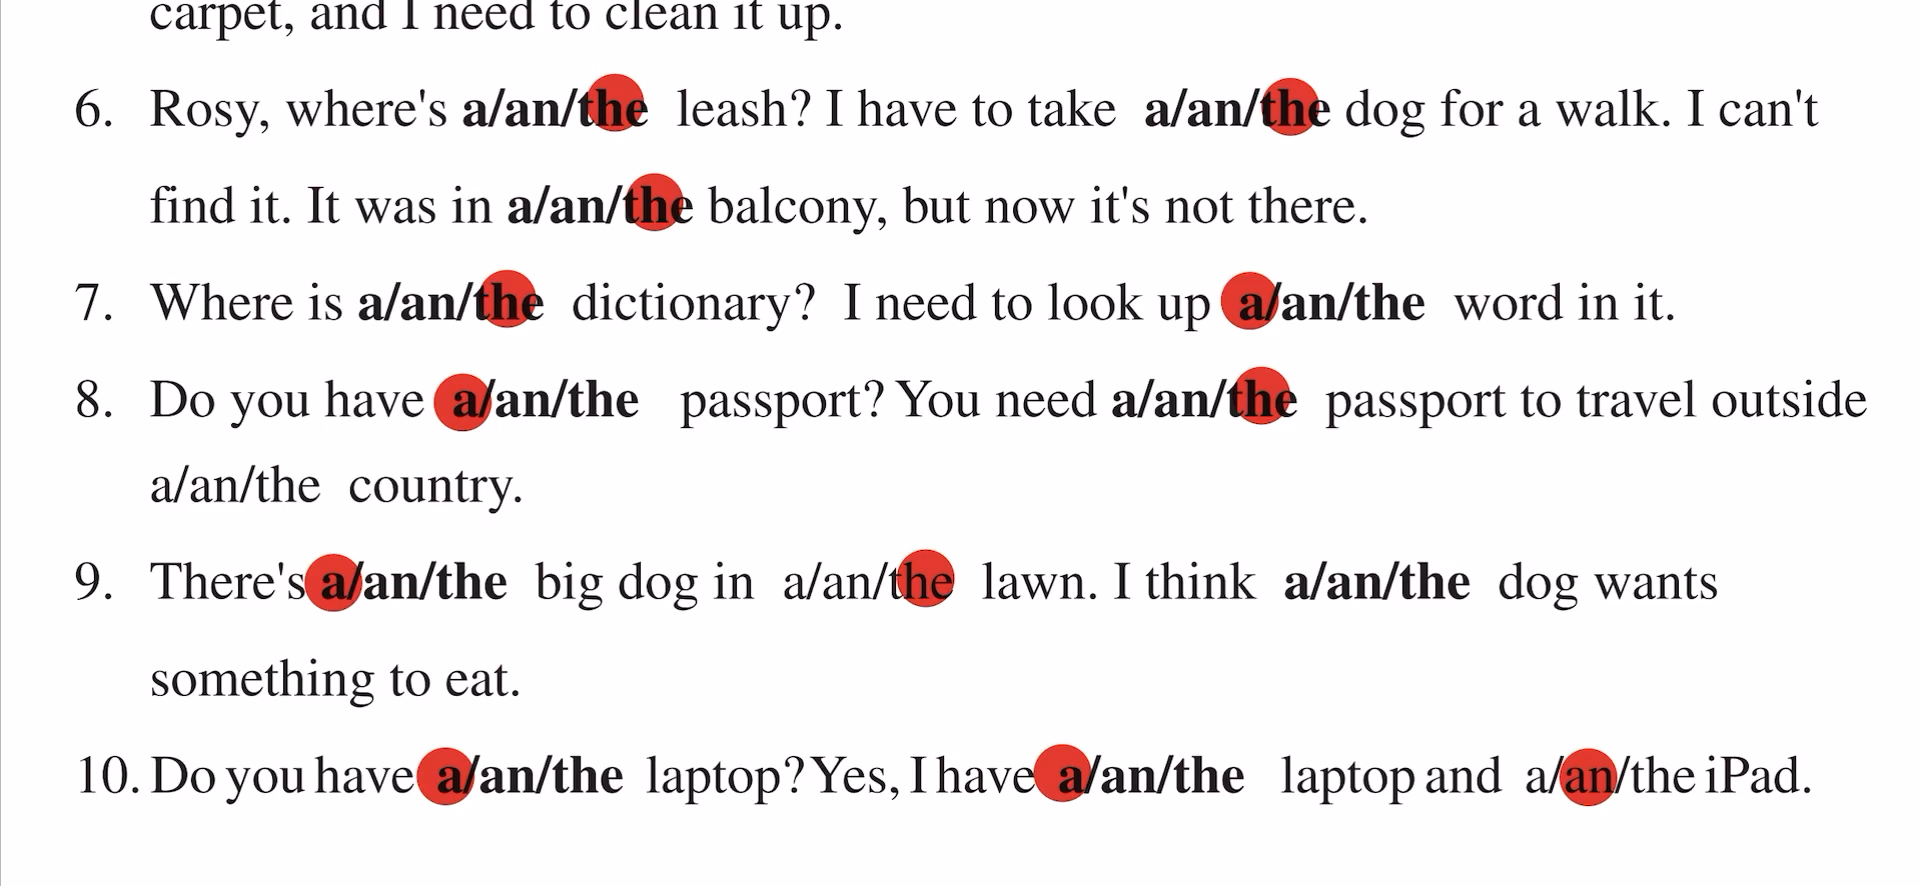 carpet, and I need to clean it up.
6. Rosy, where's a/an/the leash? I have to take a/an/the dog for a walk. I can't
find it. It was in a/an/the balcony, but now it's not there.
7. Where is a/an/the dictionary? I need to look up a/an/the word in it.
8. Do you have a/an/the passport? You need a/an/the passport to travel outside
a/an/the country.
9. There's a/an/the big dog in a/an/the lawn. I think a/an/the dog wants
something to eat.
10. Do you have a/an/the laptop? Yes, I have a/an/the laptop and a/an/the iPad.